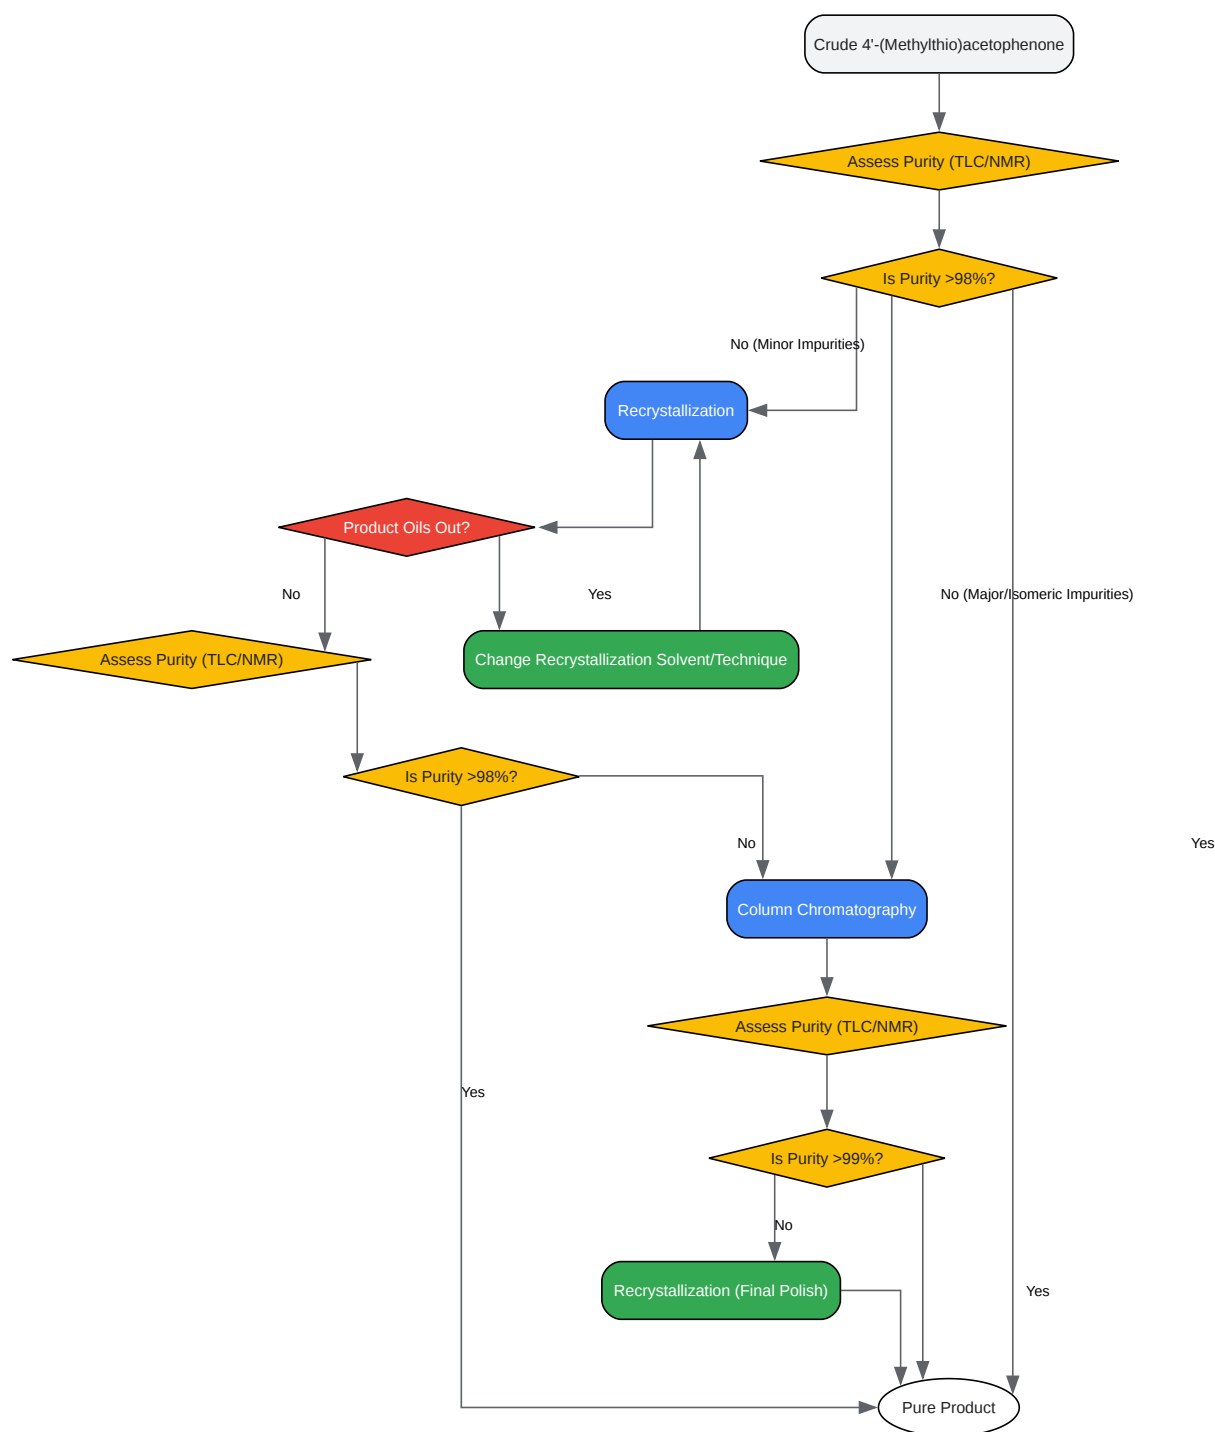 Crude 4'-(Methylthio)acetophenone
Assess Purity (TLC/NMR)
Is Purity >98%?
No (Minor Impurities)
Recrystallization
Product Oils Out?
No
Yes
No (Major/Isomeric Impurities)
Assess Purity (TLC/NMR)
Change Recrystallization Solvent/Technique
Is Purity >98%?
No
Yes
Column Chromatography
Assess Purity (TLC/NMR)
Yes
Is Purity >99%?
No
Recrystallization (Final Polish)
Yes
Pure Product